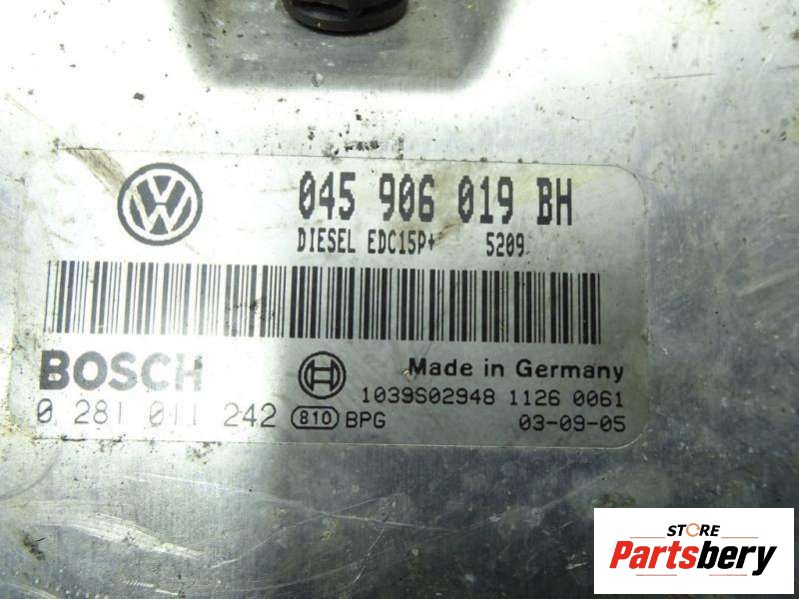 045 906 019 BH
DIESEL EDC15P+ 5209
BOSCH
Made in Germany
1039S02948 1126 0061
0 281 011 242 810 BPG 03-09-05
STORE
Partsbery